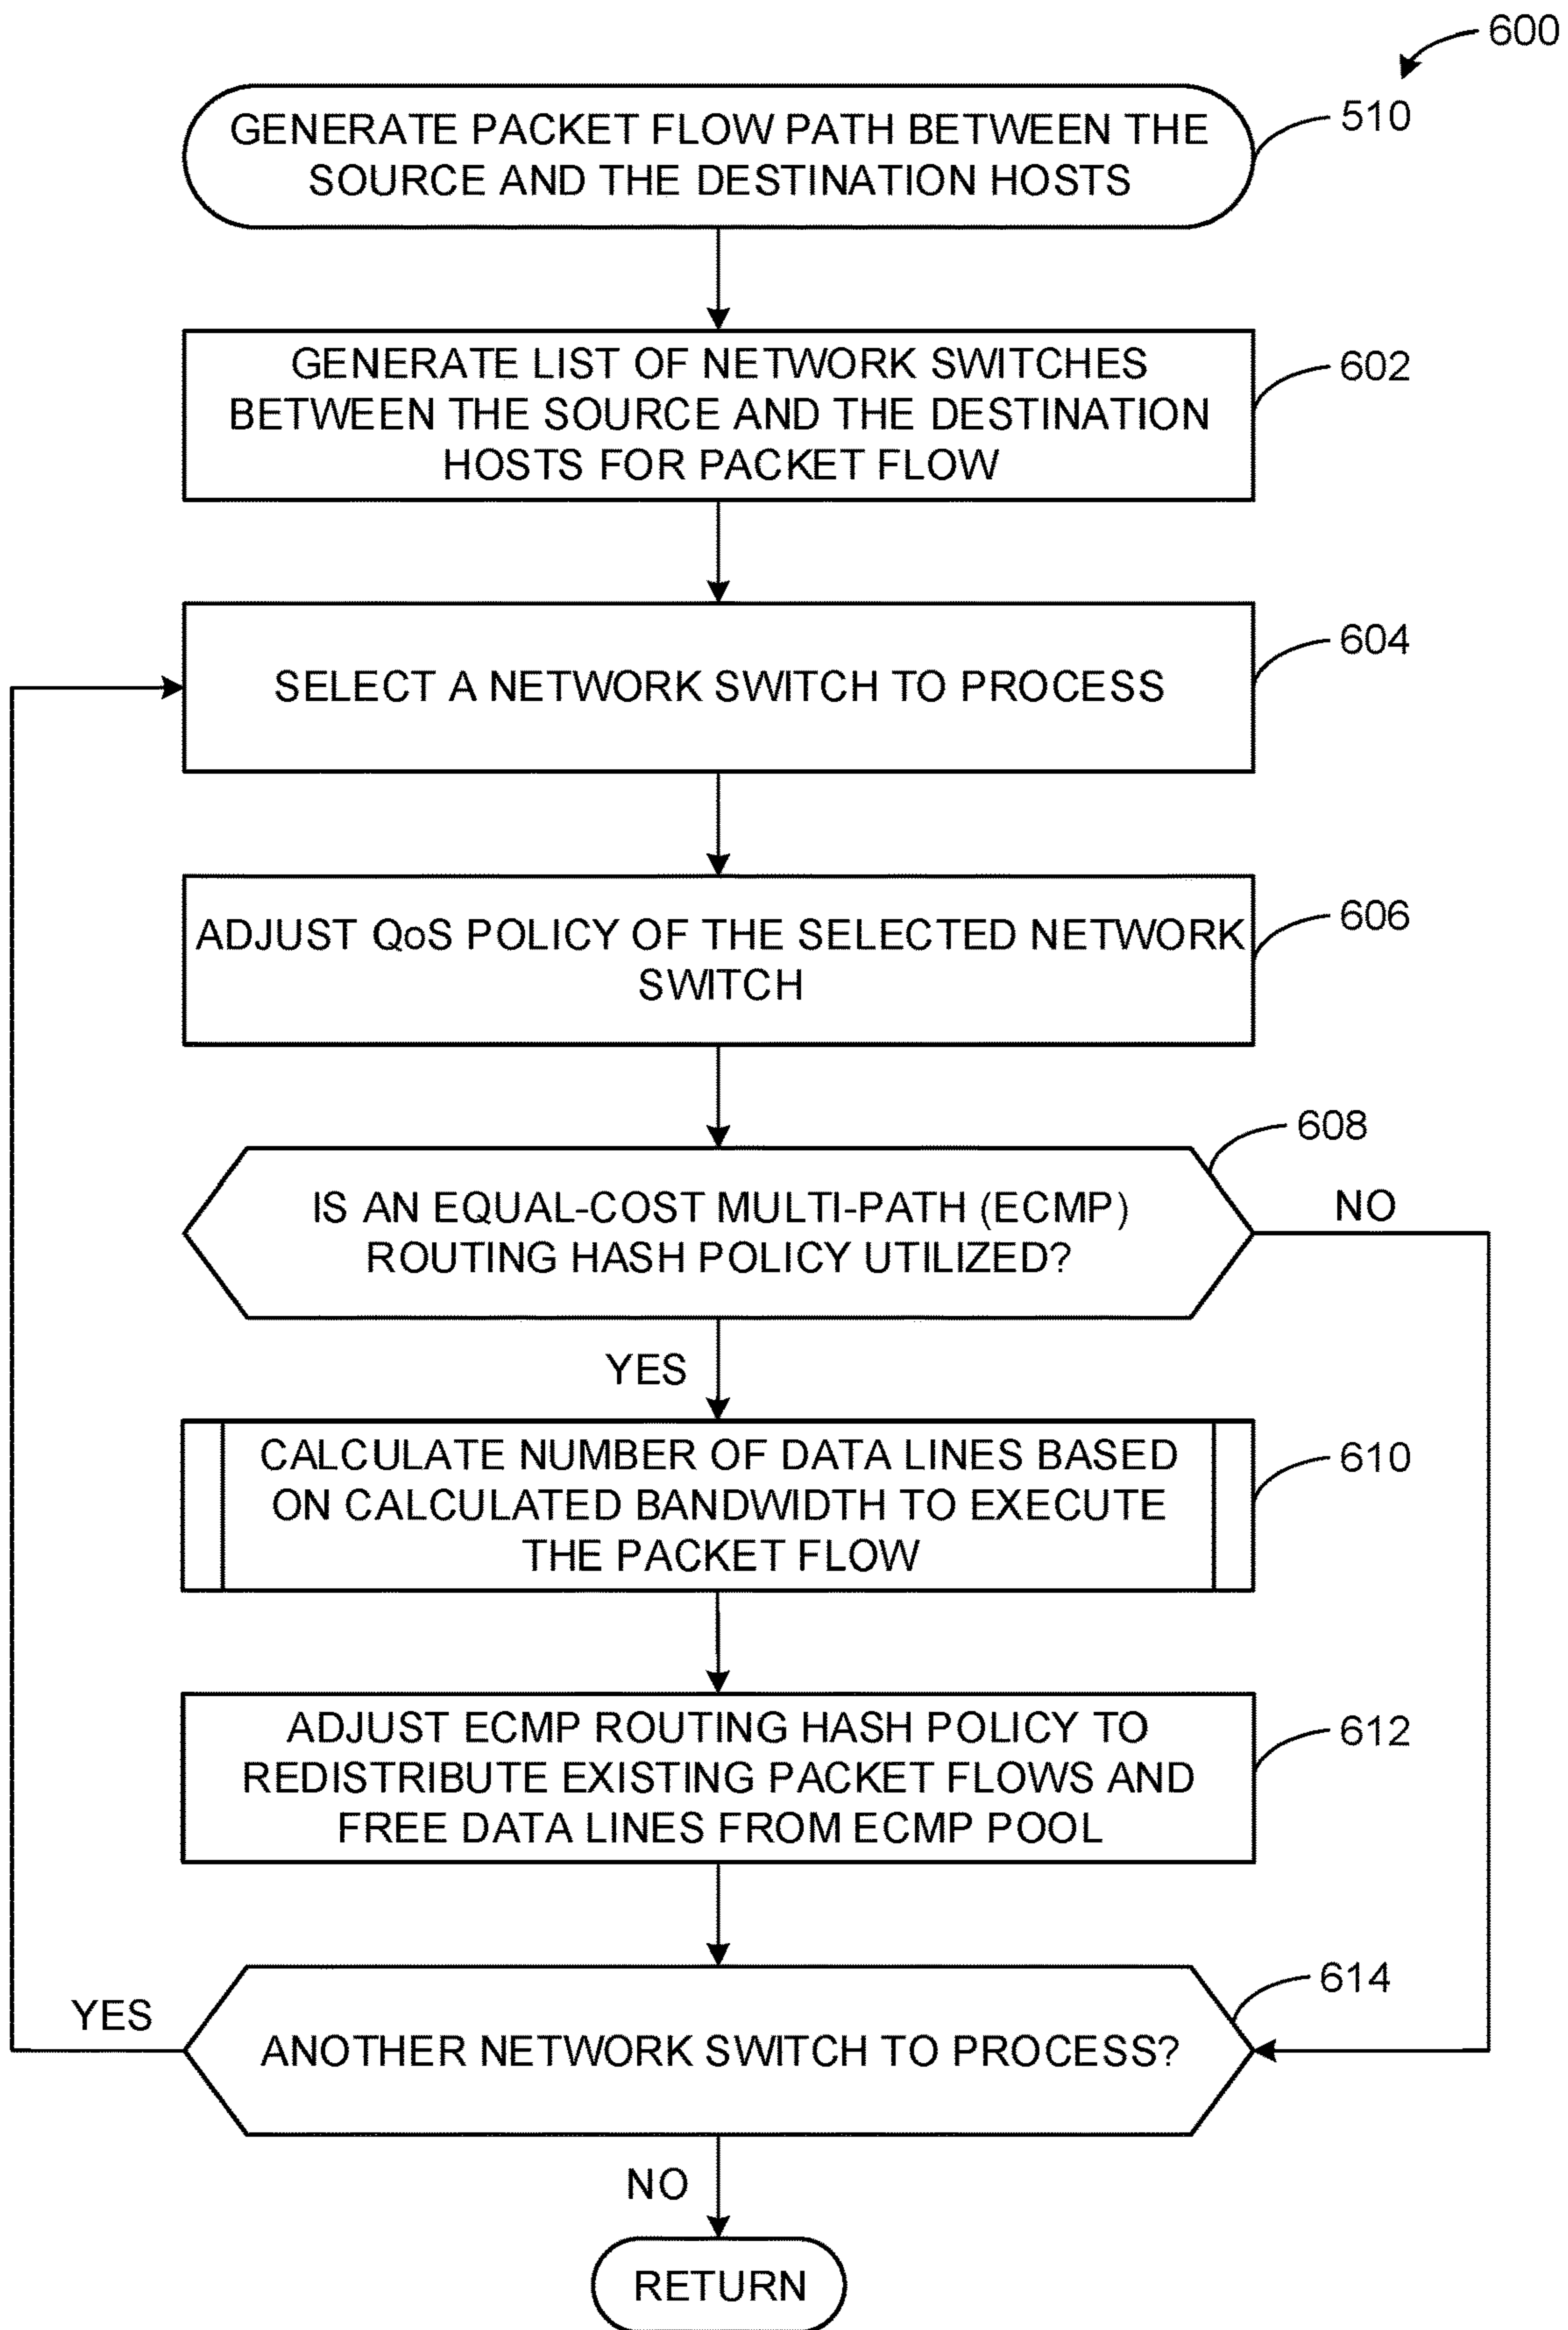 600
GENERATE PACKET FLOW PATH BETWEEN THE
SOURCE AND THE DESTINATION HOSTS
510
GENERATE LIST OF NETWORK SWITCHES
BETWEEN THE SOURCE AND THE DESTINATION
HOSTS FOR PACKET FLOW
602
SELECT A NETWORK SWITCH TO PROCESS
604
ADJUST QoS POLICY OF THE SELECTED NETWORK
SWITCH
606
IS AN EQUAL-COST MULTI-PATH (ECMP)
ROUTING HASH POLICY UTILIZED?
608
NO
YES
CALCULATE NUMBER OF DATA LINES BASED
ON CALCULATED BANDWIDTH TO EXECUTE
THE PACKET FLOW
610
ADJUST ECMP ROUTING HASH POLICY TO
REDISTRIBUTE EXISTING PACKET FLOWS AND
FREE DATA LINES FROM ECMP POOL
612
YES
ANOTHER NETWORK SWITCH TO PROCESS?
614
NO
RETURN